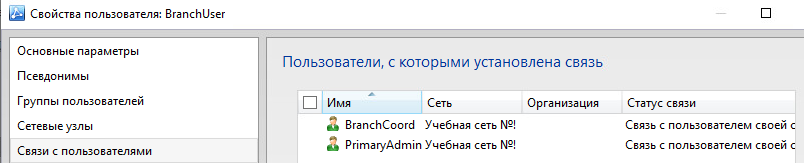 Свойства пользователя: BranchUser
Основные параметры
Псевдонимы
Группы пользователей
Сетевые узлы
Связи с пользователями
Пользователи, с которыми установлена связь
Имя Сеть Организация Статус связи
BranchCoord Учебная сеть №! Связь с пользователем своей с
PrimaryAdmin Учебная сеть №! Связь с пользователем своей с